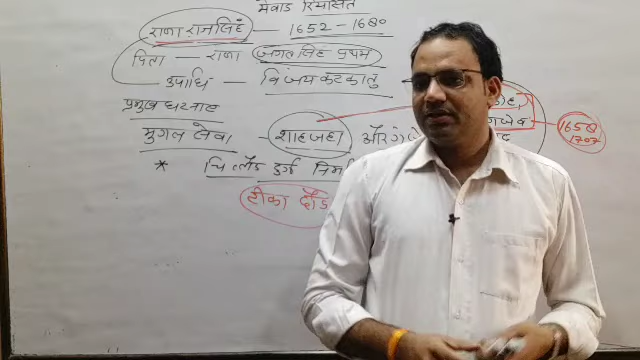 मेवाड रियासत
राणा राजसिंह — 1652 - 1680
पिता — राणा जगतसिंह प्रथम
उपाधि — विजय कटकातु
प्रमुख घटनाए
मुगल सेवा - शाहजहा औरंगजे
1658
1707
* चित्तौड दुर्ग निर्म
टीका दौड